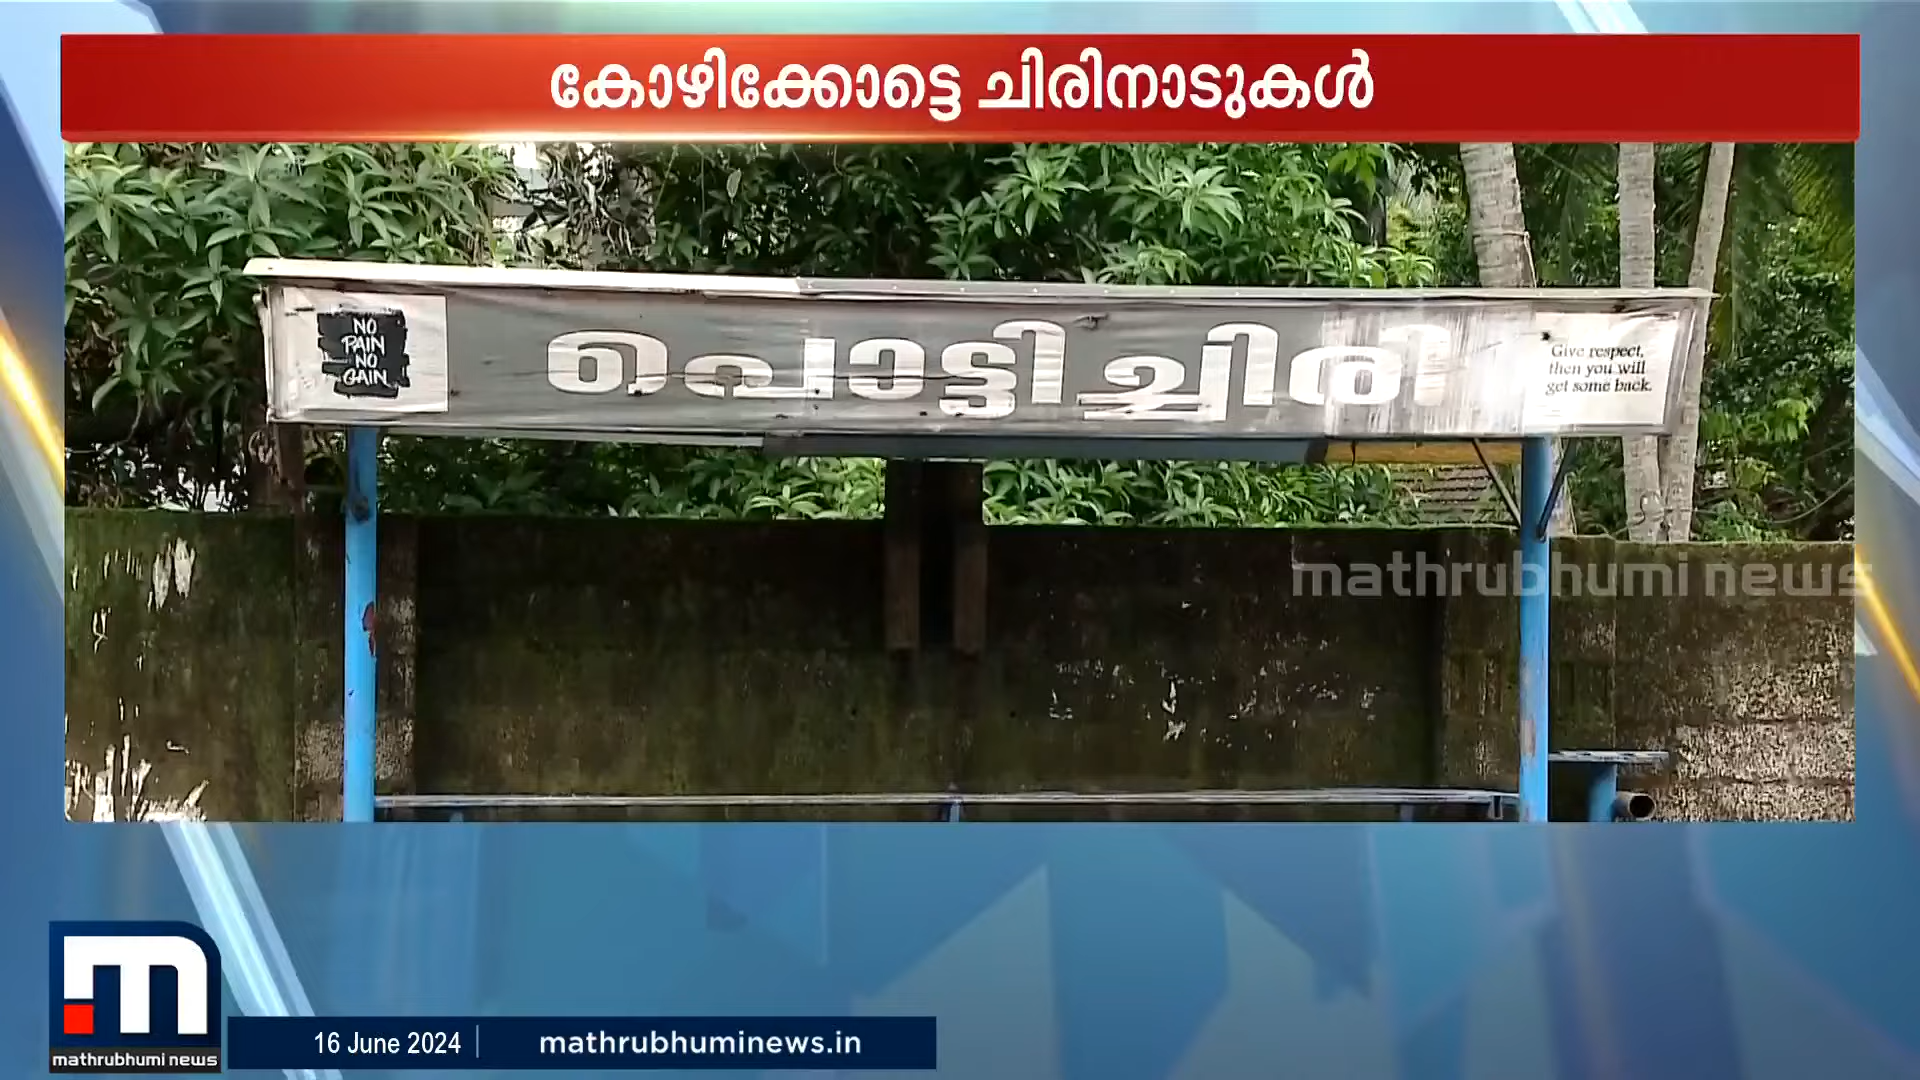 കോഴിക്കോട്ടെ ചിരിനാടുകൾ
NO
PAIN
NO
GAIN
പൊട്ടിച്ചിരി
Give respect,
then you will
get some back.
mathrubhumi news
mathrubhumi news
16 June 2024
mathrubhuminews.in